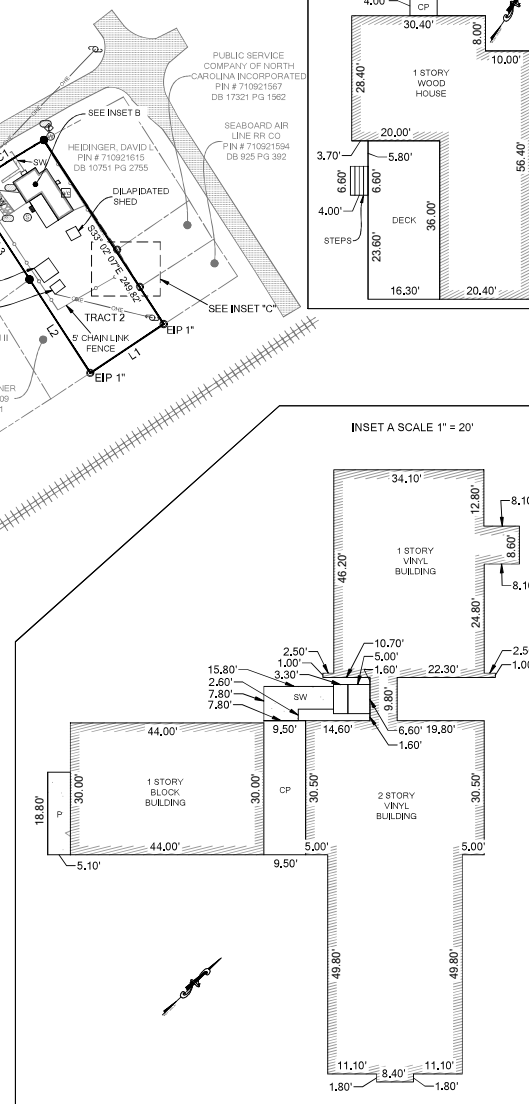 PUBLIC SERVICE
COMPANY OF NORTH
CAROLINA INCORPORATED
PIN # 710921567
DB 17321 PG 1562
SEABOARD AIR
LINE RR CO
PIN # 710921594
DB 925 PG 392
SEE INSET B
HEIDINGER, DAVID L
PIN # 710921615
DB 10751 PG 2755
SW
DILAPIDATED
SHED
S33° 02' 07"E 249.82'
SEE INSET "C"
TRACT 2
5' CHAIN LINK
FENCE
EIP 1"
L2
L1
EIP 1"
OHE
4.00'
CP
30.40'
8.00'
10.00'
28.40'
1 STORY
WOOD
HOUSE
20.00'
3.70'
5.80'
6.60'
6.60'
56.40'
4.00'
STEPS
DECK
36.00'
23.60'
16.30'
20.40'
INSET A SCALE 1" = 20'
34.10'
12.80'
8.10'
8.60'
8.10'
46.20'
1 STORY
VINYL
BUILDING
24.80'
2.50'
1.00'
3.30'
10.70'
5.00'
1.60'
22.30'
1.00'
15.80'
2.60'
7.80'
7.80'
SW
9.80'
6.60'
1.60'
44.00'
9.50'
14.60'
19.80'
18.80'
P
30.00'
1 STORY
BLOCK
BUILDING
30.00'
CP
30.50'
2 STORY
VINYL
BUILDING
30.50'
44.00'
5.10'
9.50'
5.00'
5.00'
49.80'
49.80'
11.10'
8.40'
11.10'
1.80'
1.80'